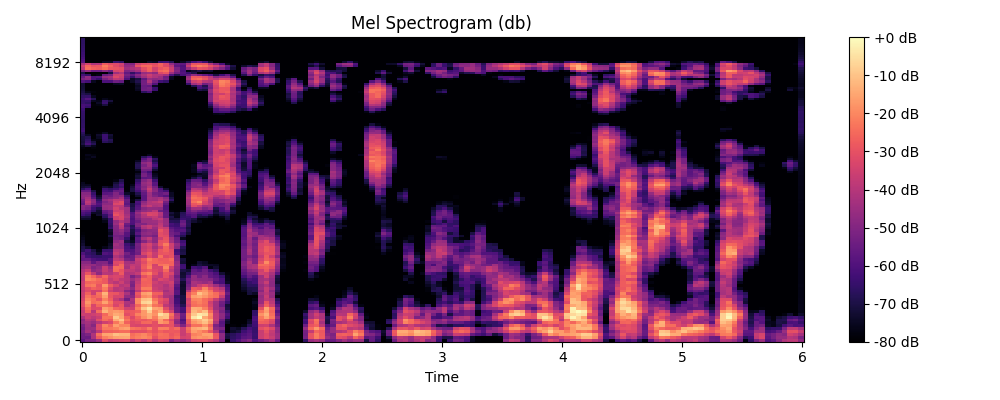 Mel Spectrogram (db)
8192
4096
2048
1024
512
0
Hz
0 1 2 3 4 5 6
Time
+0 dB
-10 dB
-20 dB
-30 dB
-40 dB
-50 dB
-60 dB
-70 dB
-80 dB